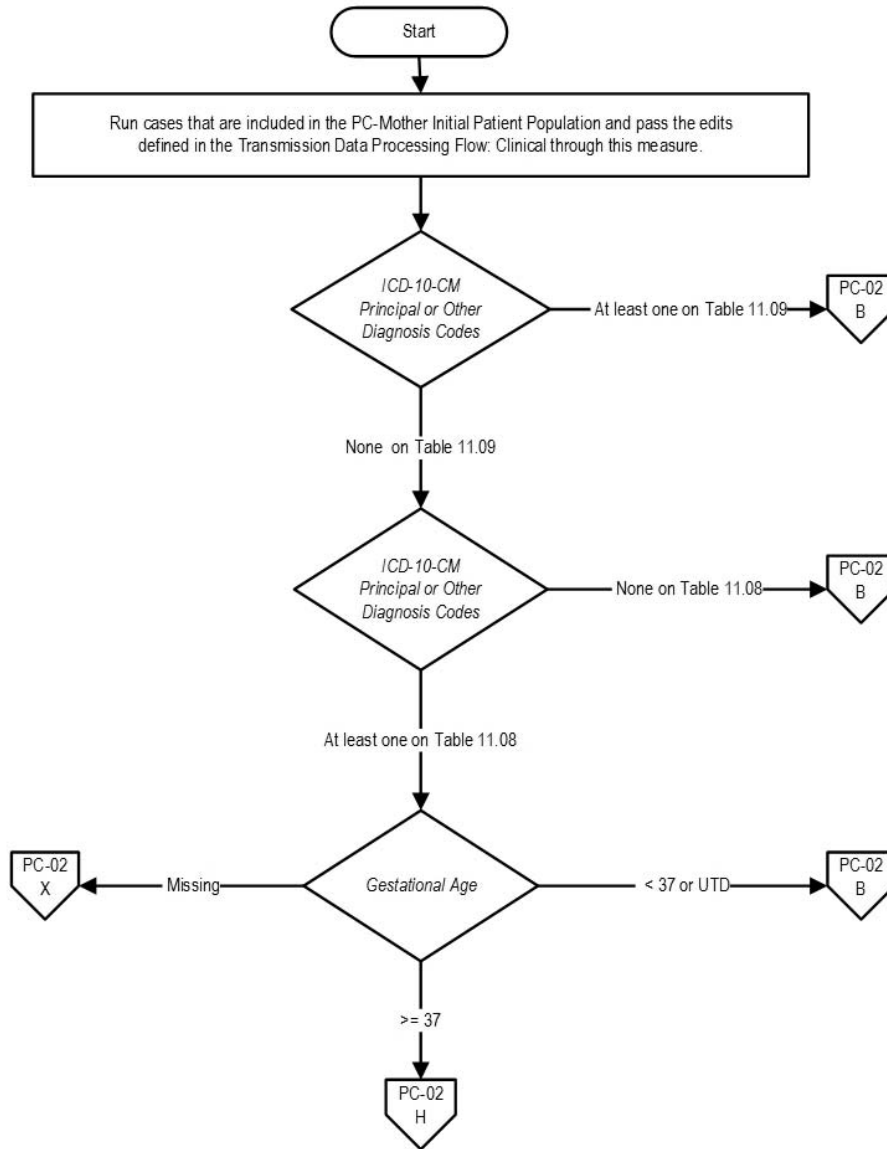 Start
Run cases that are included in the PC-Mother Initial Patient Population and pass the edits
defined in the Transmission Data Processing Flow: Clinical through this measure.
ICD-10-CM
Principal or Other
Diagnosis Codes
At least one on Table 11.09
PC-02
B
None on Table 11.09
ICD-10-CM
Principal or Other
Diagnosis Codes
None on Table 11.08
PC-02
B
At least one on Table 11.08
PC-02
X
Missing
Gestational Age
< 37 or UTD
PC-02
B
>= 37
PC-02
H